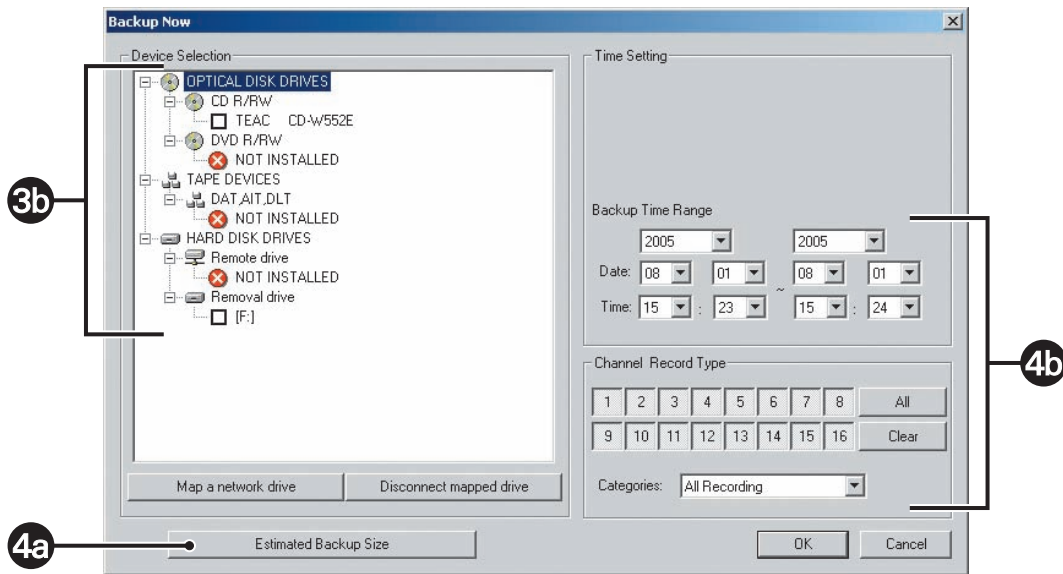 Backup Now
Device Selection
OPTICAL DISK DRIVES
CD R/RW
TEAC CD-W552E
DVD R/RW
NOT INSTALLED
TAPE DEVICES
DAT,AIT,DLT
NOT INSTALLED
HARD DISK DRIVES
Remote drive
NOT INSTALLED
Removal drive
[F:]
Map a network drive
Disconnect mapped drive
Estimated Backup Size
3b
4a
Time Setting
Backup Time Range
2005 2005
Date: 08 01 08 01
~
Time: 15 : 23 15 : 24
Channel Record Type
1 2 3 4 5 6 7 8 All
9 10 11 12 13 14 15 16 Clear
Categories: All Recording
OK Cancel
4b